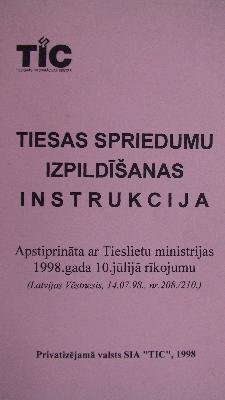 TIC
TIESAS SPRIEDUMU
IZPILDĪŠANAS
INSTRUKCIJA
Apstiprināta ar Tieslietu ministrijas
1998.gada 10.jūlijā rīkojumu
(Latvijas Vēstnesis, 14.07.98., nr.208./210.)
Privatizējamā valsts SIA "TIC", 1998